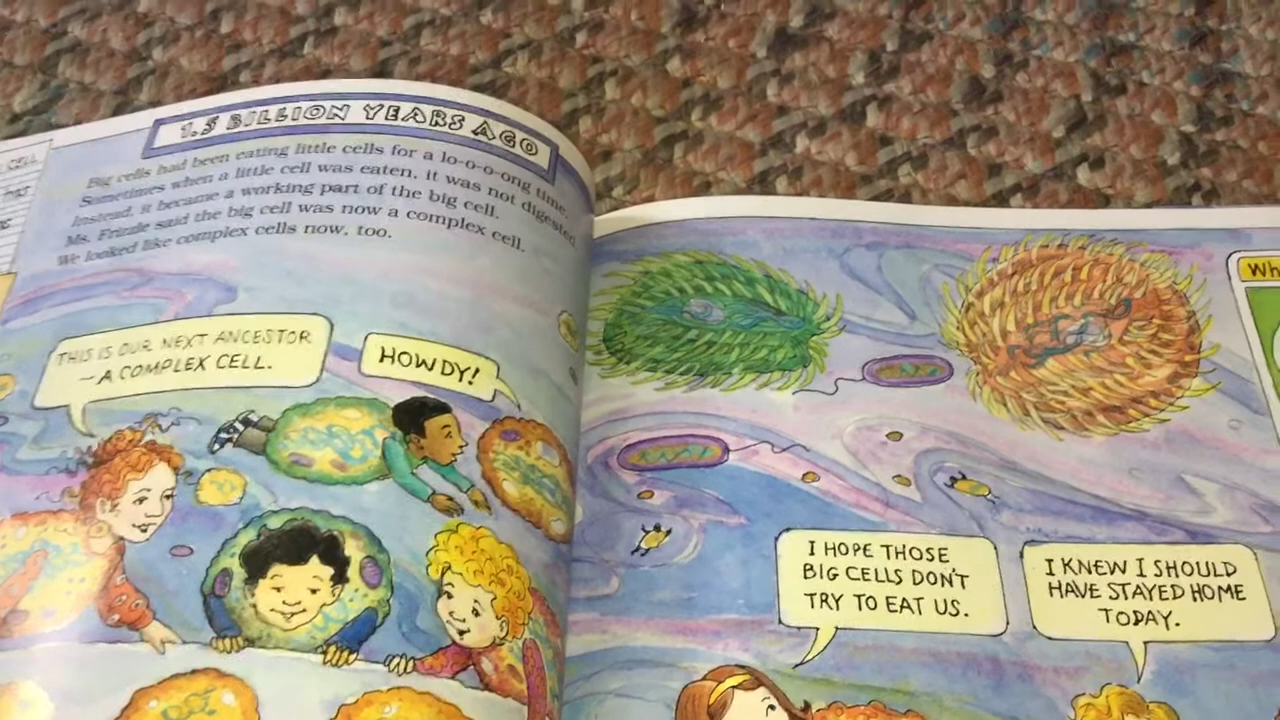 CELL
1.5 BILLION YEARS AGO
Big cells had been eating little cells for a lo-o-o-ong time.
Sometimes when a little cell was eaten, it was not digested.
Instead, it became a working part of the big cell.
Ms. Frizzle said the big cell was now a complex cell.
We looked like complex cells now, too.
THIS IS OUR NEXT ANCESTOR
— A COMPLEX CELL.
HOWDY!
I HOPE THOSE
BIG CELLS DON'T
TRY TO EAT US.
I KNEW I SHOULD
HAVE STAYED HOME
TODAY.